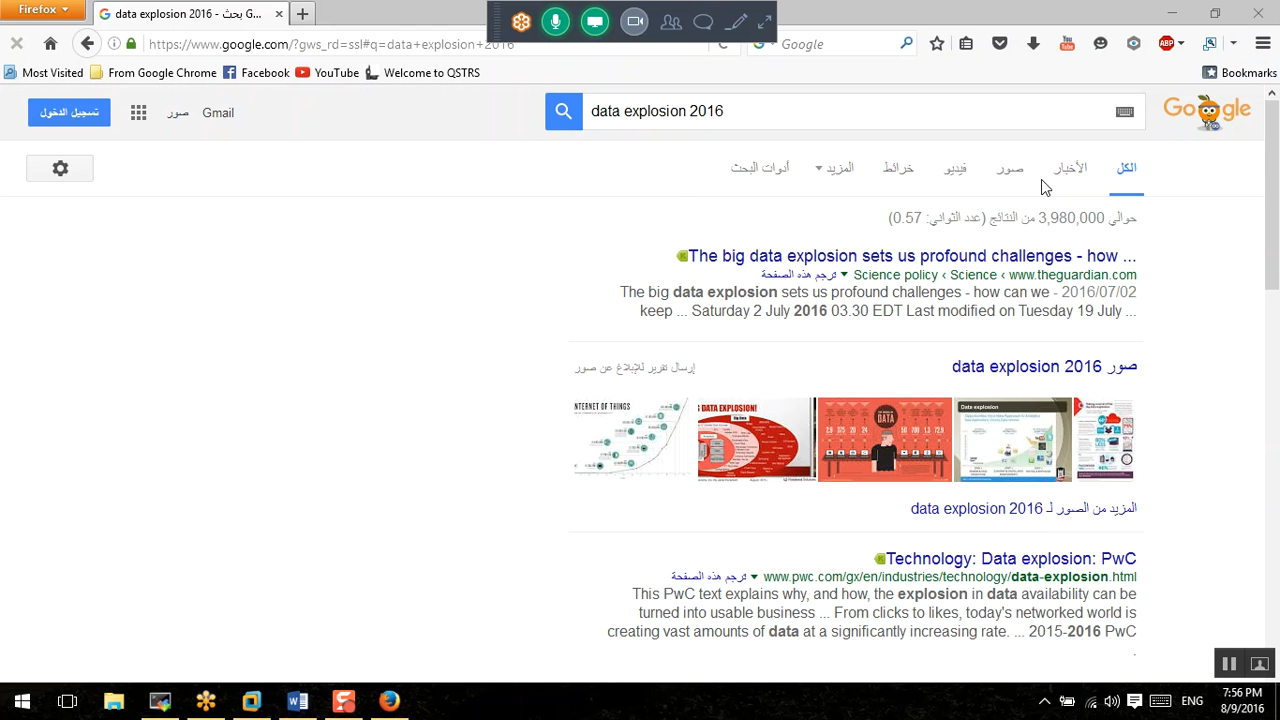 Firefox
data explosion 2016 - بحث G...
https://www.google.com/?gws_rd=ssl#q=data+explosion+2016
Google
ABP
Most Visited
From Google Chrome
Facebook
YouTube
Welcome to QSTRS
Bookmarks
تسجيل الدخول
صور
Gmail
data explosion 2016
Google
الكل
الأخبار
صور
فيديو
خرائط
المزيد
أدوات البحث
حوالي 3,980,000 من النتائج (عدد الثواني: 0.57)
The big data explosion sets us profound challenges - how ...
www.theguardian.com › Science › Science policy ترجم هذه الصفحة
2016/07/02 - The big data explosion sets us profound challenges - how can we
keep ... Saturday 2 July 2016 03.30 EDT Last modified on Tuesday 19 July ...
صور data explosion 2016
إرسال تقرير للإبلاغ عن صور
INTERNET OF THINGS
DATA EXPLOSION!
Big Data
DATA
Data explosion
المزيد من الصور لـ data explosion 2016
Technology: Data explosion: PwC
www.pwc.com/gx/en/industries/technology/data-explosion.html ترجم هذه الصفحة
This PwC text explains why, and how, the explosion in data availability can be
turned into usable business ... From clicks to likes, today's networked world is
creating vast amounts of data at a significantly increasing rate. ... 2015-2016 PwC
.
ENG
7:56 PM
8/9/2016